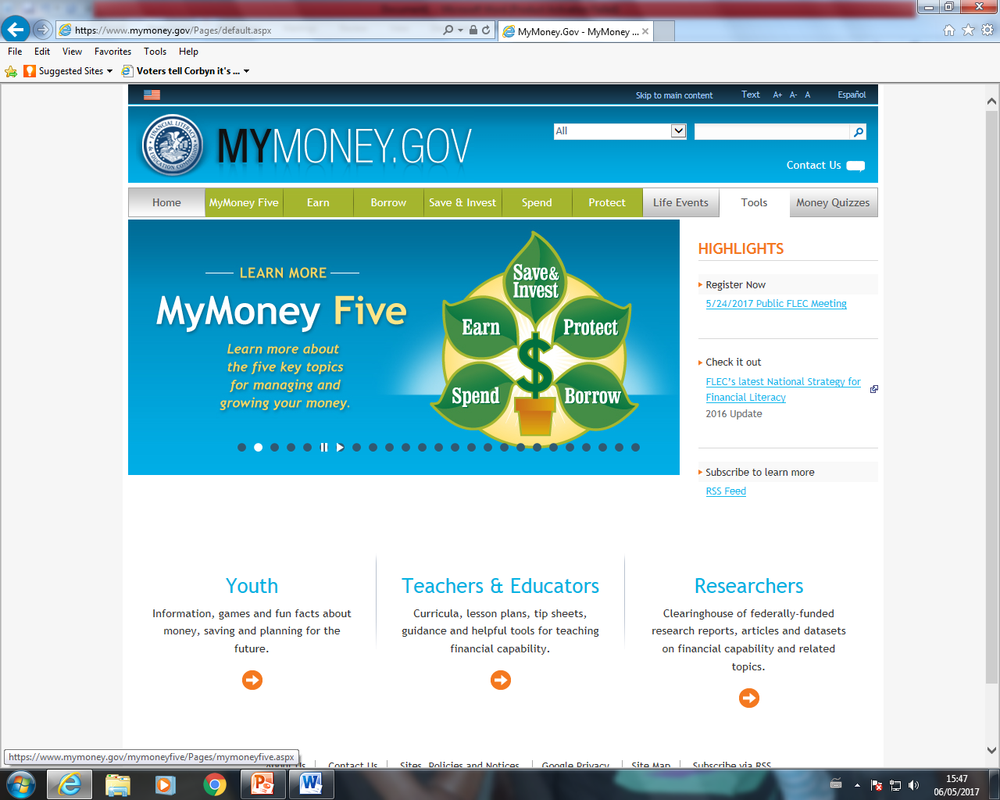 https://www.mymoney.gov/Pages/default.aspx
MyMoney.Gov - MyMoney ...
File Edit View Favorites Tools Help
Suggested Sites Voters tell Corbyn it's ...
Skip to main content Text A+ A- A Español
FINANCIAL LITERACY & EDUCATION COMMISSION
MYMONEY.GOV
All
Contact Us
Home MyMoney Five Earn Borrow Save & Invest Spend Protect Life Events Tools Money Quizzes
LEARN MORE
MyMoney Five
Learn more about
the five key topics
for managing and
growing your money.
Save &
Invest
Earn
Protect
$
Spend
Borrow
HIGHLIGHTS
Register Now
5/24/2017 Public FLEC Meeting
Check it out
FLEC's latest National Strategy for
Financial Literacy
2016 Update
Subscribe to learn more
RSS Feed
Youth
Information, games and fun facts about
money, saving and planning for the
future.
Teachers & Educators
Curricula, lesson plans, tip sheets,
guidance and helpful tools for teaching
financial capability.
Researchers
Clearinghouse of federally-funded
research reports, articles and datasets
on financial capability and related
topics.
https://www.mymoney.gov/mymoneyfive/Pages/mymoneyfive.aspx
About Us Contact Us Sites, Policies and Notices Google Privacy Site Map Subscribe via RSS
15:47
06/05/2017